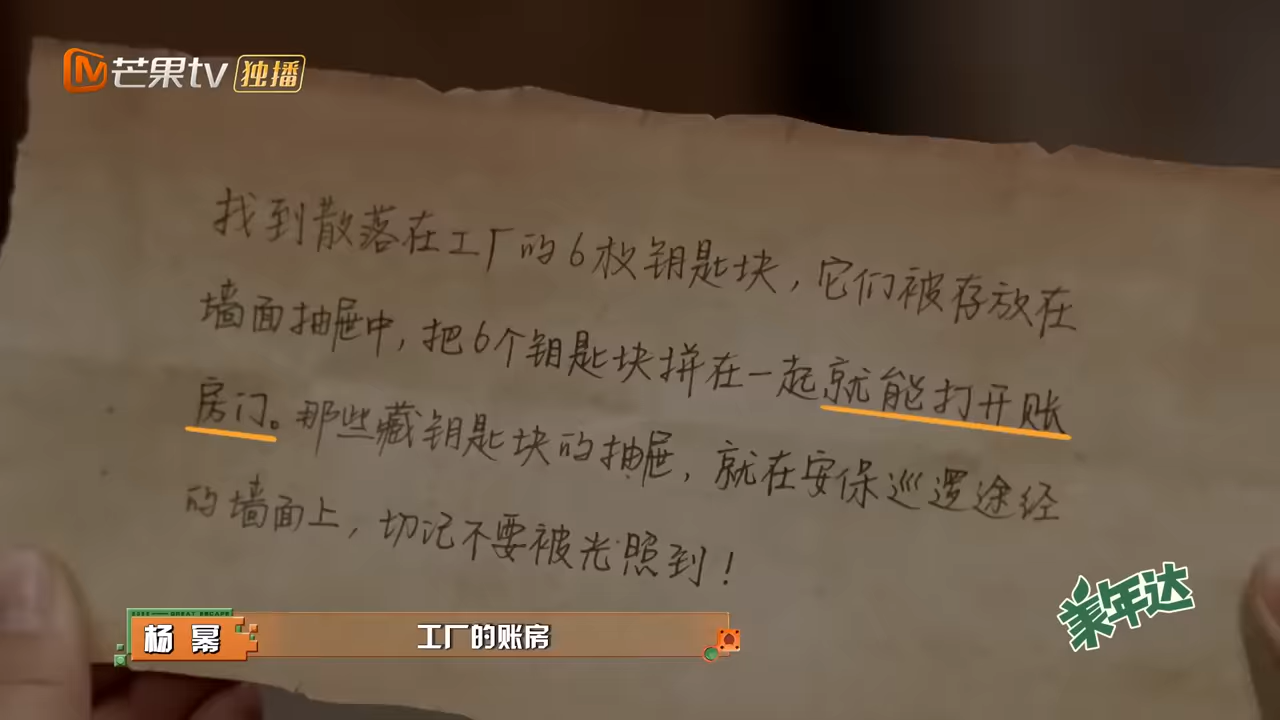 芒果tv 独播
找到散落在工厂的6枚钥匙块，它们被存放在
墙面抽屉中，把6个钥匙块拼在一起就能打开账
房门。那些藏钥匙块的抽屉，就在安保巡逻途经
的墙面上，切记不要被光照到！
美年达
GREAT ESCAPE
杨幂 工厂的账房